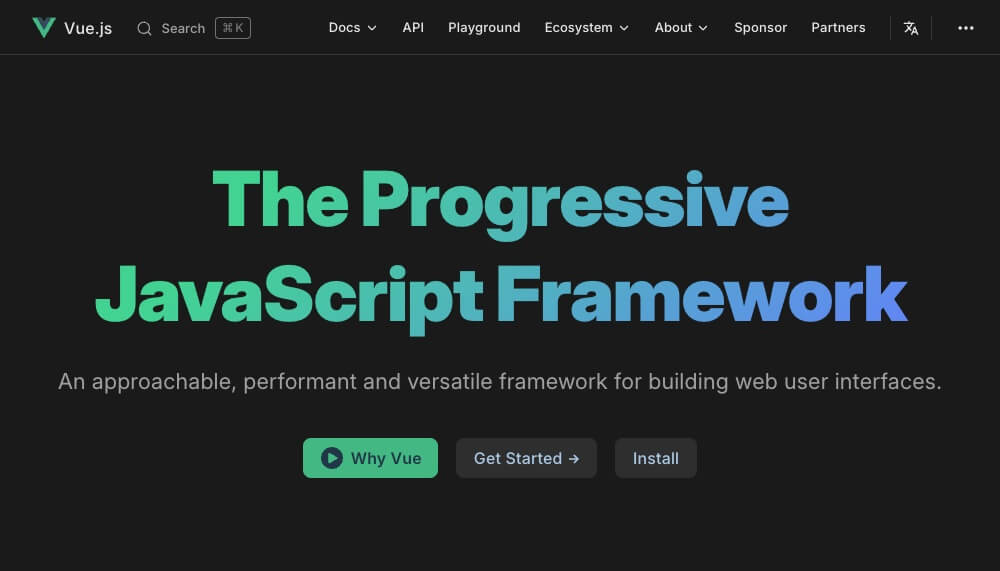 Vue.js Search ⌘ K Docs API Playground Ecosystem About Sponsor Partners
The Progressive
JavaScript Framework
An approachable, performant and versatile framework for building web user interfaces.
Why Vue Get Started → Install